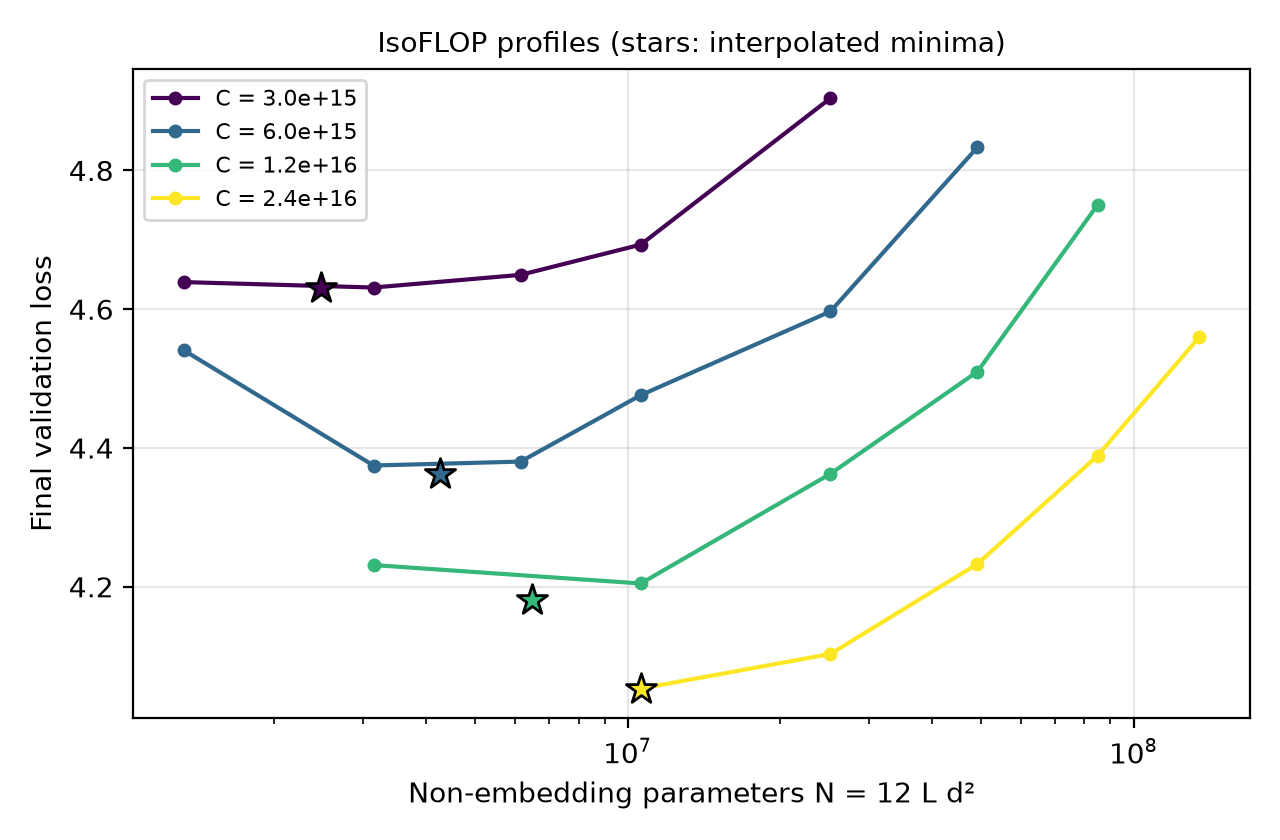 IsoFLOP profiles (stars: interpolated minima)
C = 3.0e+15
C = 6.0e+15
C = 1.2e+16
C = 2.4e+16
4.8
4.6
4.4
4.2
Final validation loss
10⁷
10⁸
Non-embedding parameters N = 12 L d²